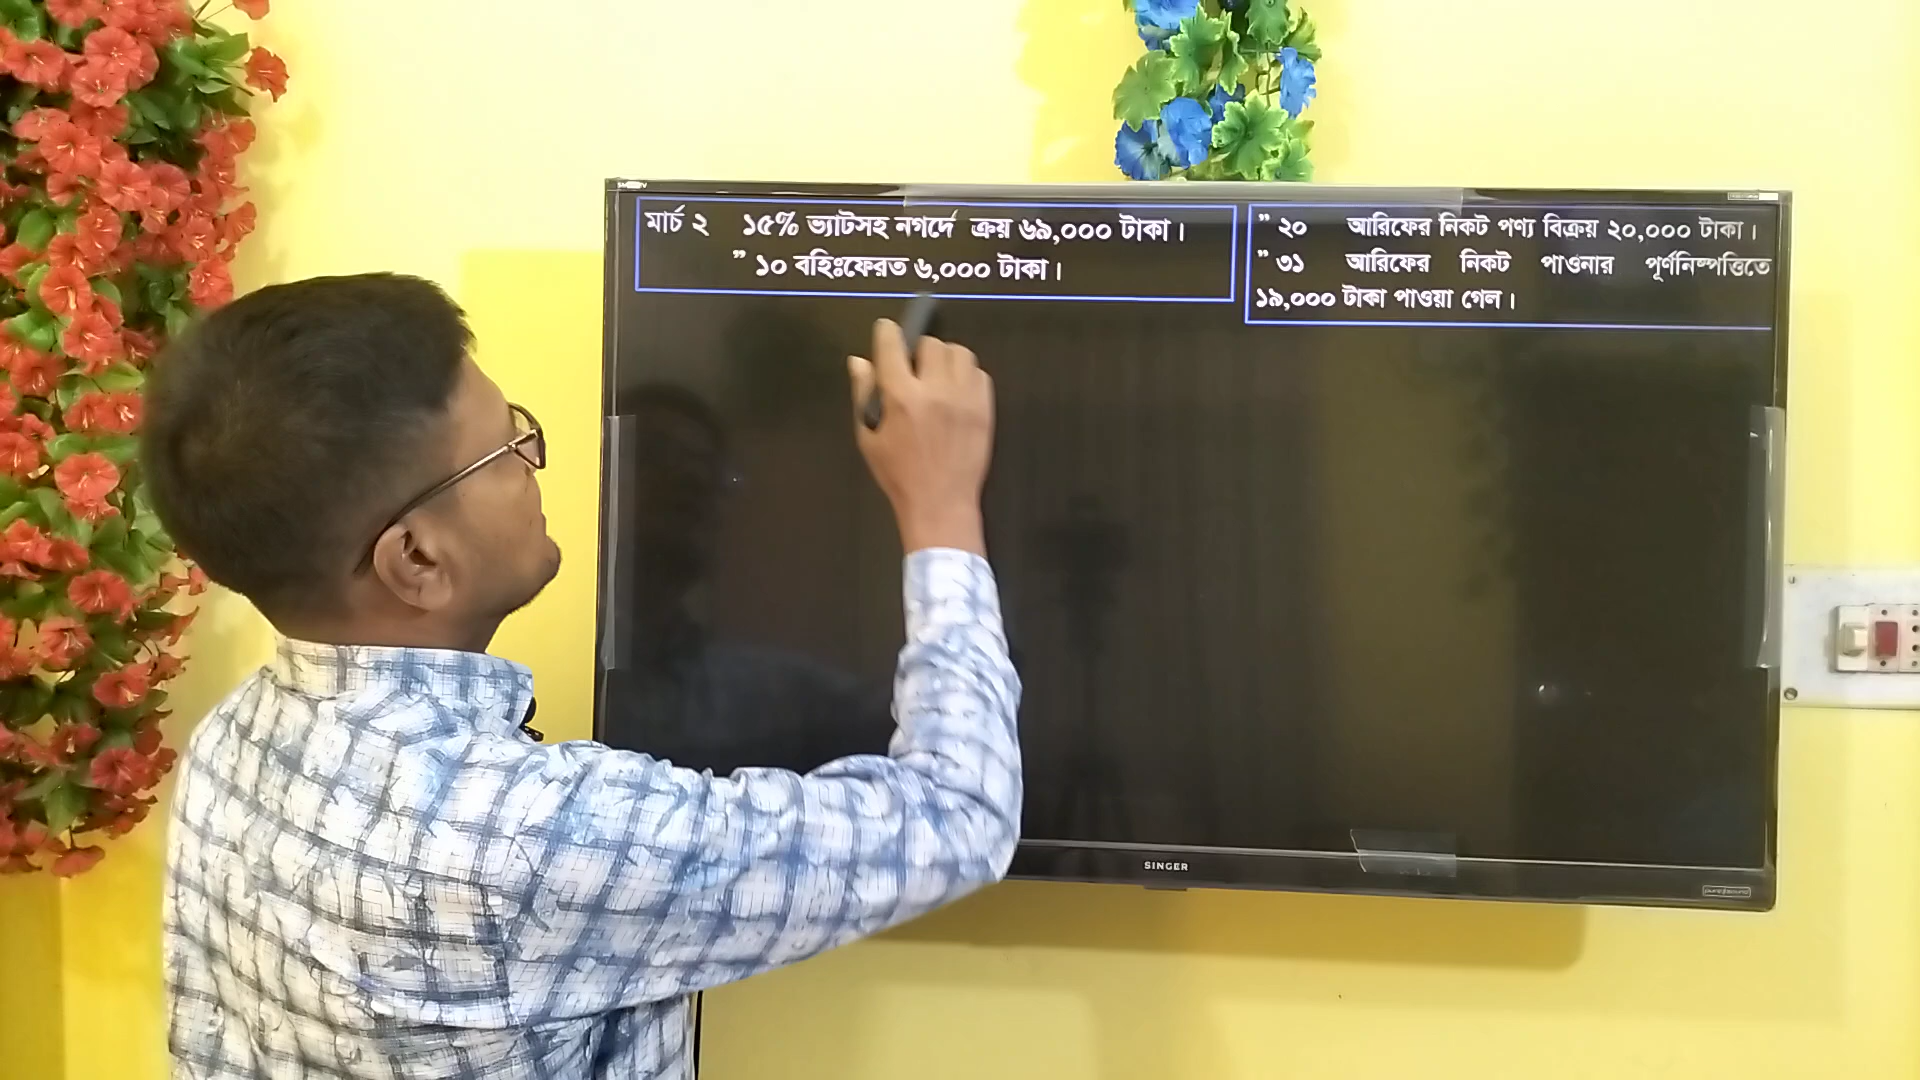 মার্চ ২ ১৫% ভ্যাটসহ নগদে ক্রয় ৬৯,০০০ টাকা।
" ১০ বহিঃফেরত ৬,০০০ টাকা।
" ২০ আরিফের নিকট পণ্য বিক্রয় ২০,০০০ টাকা।
" ৩১ আরিফের নিকট পাওনার পূর্ণনিষ্পত্তিতে
১৯,০০০ টাকা পাওয়া গেল।
SINGER